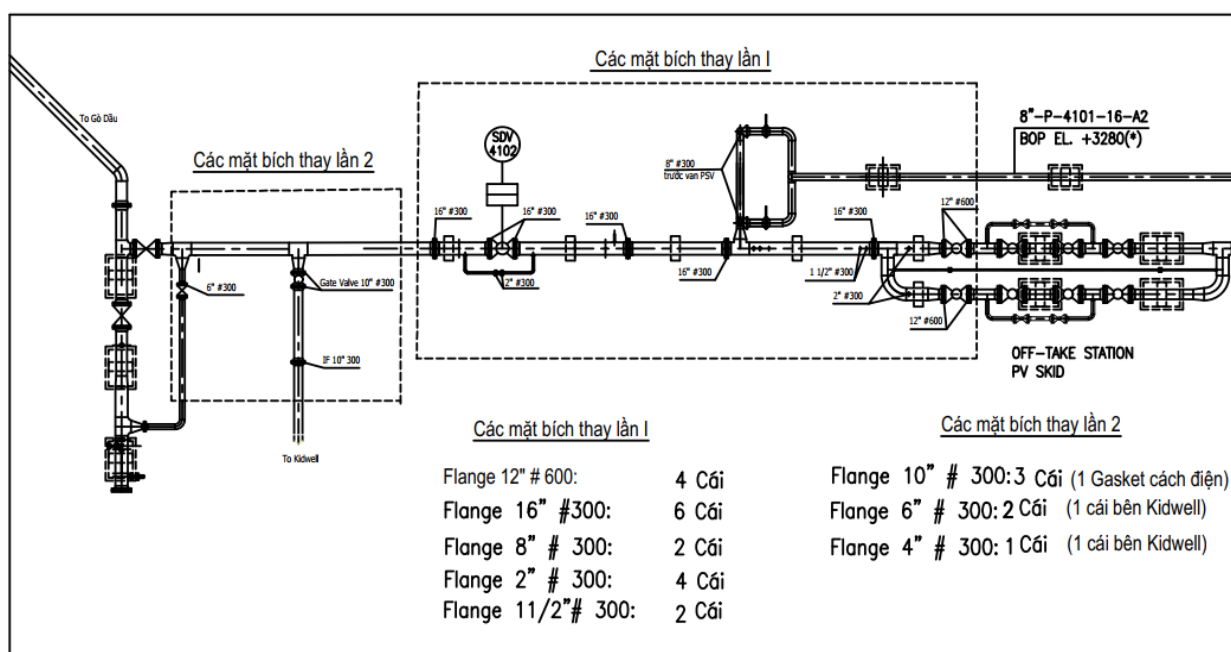 Các mặt bích thay lần I
To Gò Dầu
SDV
4102
8"-P-4101-16-A2
BOP EL. +3280(*)
Các mặt bích thay lần 2
8" #300
trước van PSV
16" #300
16" #300
16" #300
16" #300
12" #600
6" #300
Gate Valve 10" #300
2" #300
16" #300
1 1/2" #300
2" #300
12" #600
IF 10" 300
OFF-TAKE STATION
PV SKID
To Kidwell
Các mặt bích thay lần I
Flange 12" # 600: 4 Cái
Flange 16" #300: 6 Cái
Flange 8" # 300: 2 Cái
Flange 2" # 300: 4 Cái
Flange 11/2"# 300: 2 Cái
Các mặt bích thay lần 2
Flange 10" # 300:3 Cái (1 Gasket cách điện)
Flange 6" # 300: 2 Cái (1 cái bên Kidwell)
Flange 4" # 300: 1 Cái (1 cái bên Kidwell)